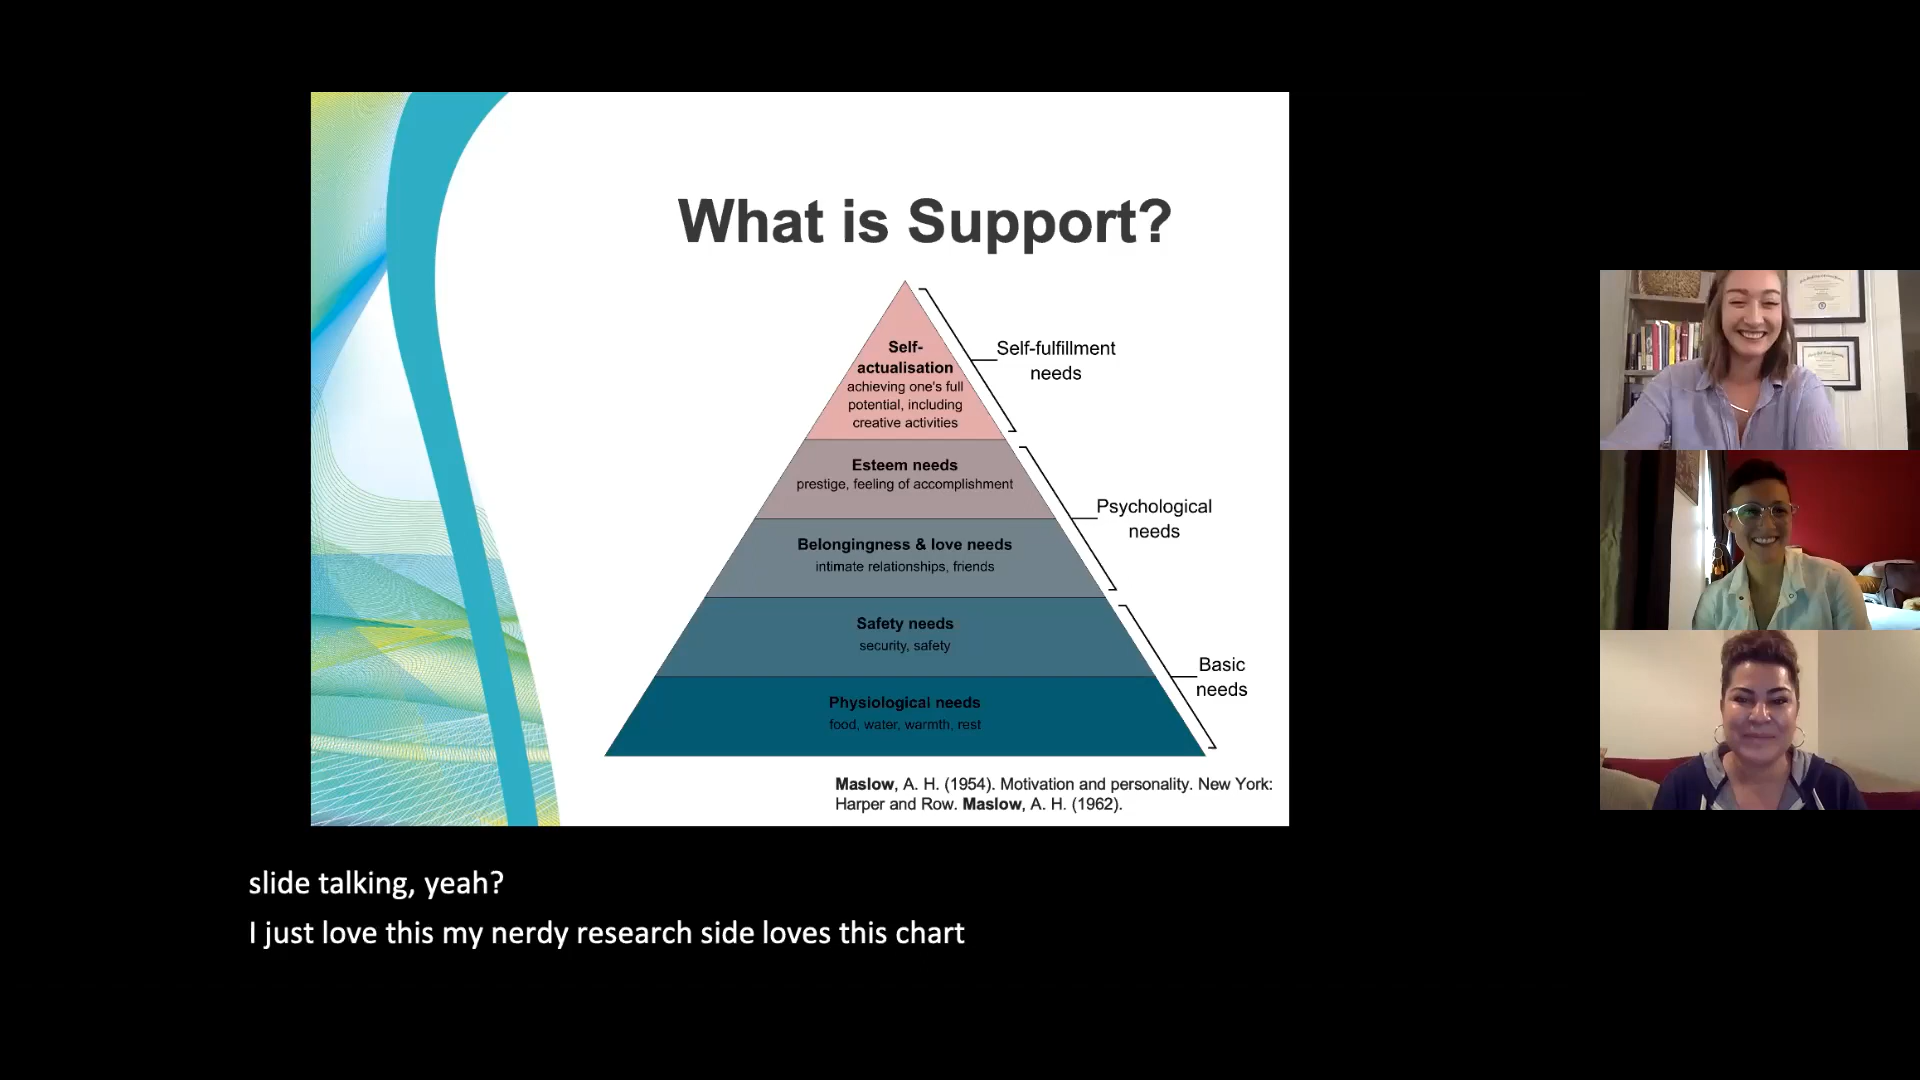 What is Support?
Self-
actualisation
achieving one's full
potential, including
creative activities
Self-fulfillment
needs
Esteem needs
prestige, feeling of accomplishment
Psychological
needs
Belongingness & love needs
intimate relationships, friends
Safety needs
security, safety
Basic
needs
Physiological needs
food, water, warmth, rest
Maslow, A. H. (1954). Motivation and personality. New York:
Harper and Row. Maslow, A. H. (1962).
slide talking, yeah?
I just love this my nerdy research side loves this chart